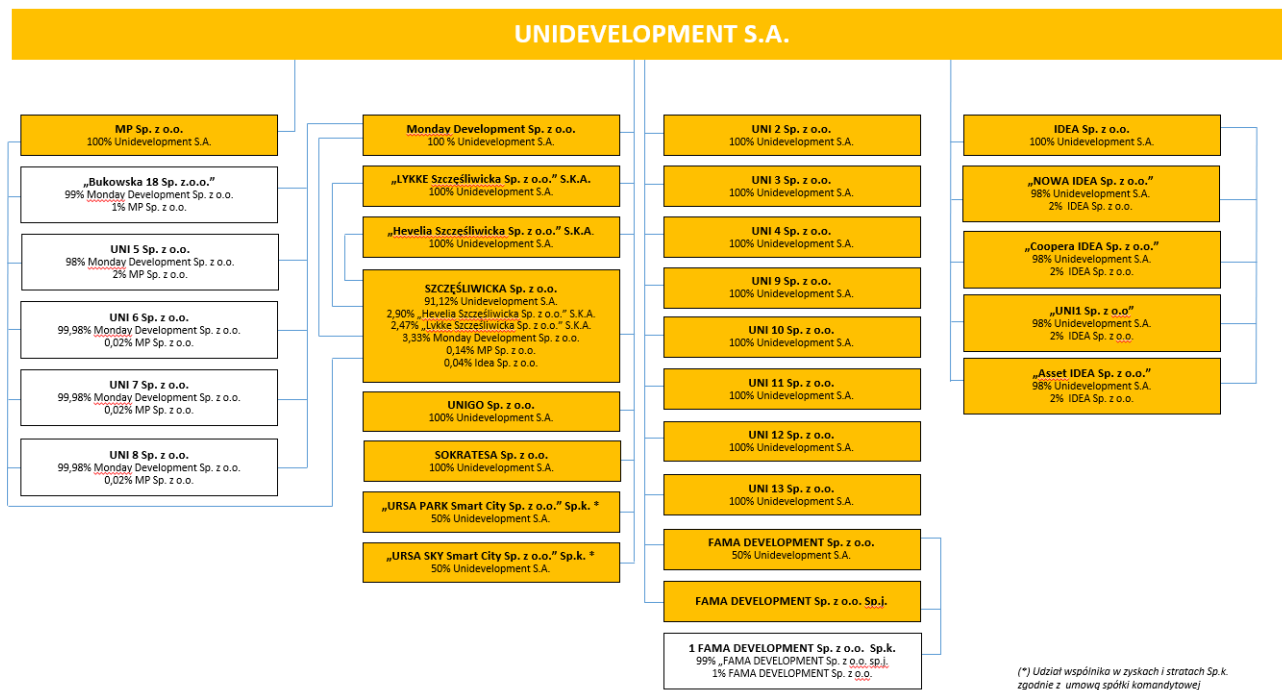 UNIDEVELOPMENT S.A.
MP Sp. z o.o.
100% Unidevelopment S.A.
„Bukowska 18 Sp. z.o.o.”
99% Monday Development Sp. z o.o.
1% MP Sp. z o.o.
UNI 5 Sp. z o.o.
98% Monday Development Sp. z o.o.
2% MP Sp. z o.o.
UNI 6 Sp. z o.o.
99,98% Monday Development Sp. z o.o.
0,02% MP Sp. z o.o.
UNI 7 Sp. z o.o.
99,98% Monday Development Sp. z o.o.
0,02% MP Sp. z o.o.
UNI 8 Sp. z o.o.
99,98% Monday Development Sp. z o.o.
0,02% MP Sp. z o.o.
Monday Development Sp. z o.o.
100 % Unidevelopment S.A.
„LYKKE Szczęśliwicka Sp. z o.o.” S.K.A.
100% Unidevelopment S.A.
„Hevelia Szczęśliwicka Sp. z o.o.” S.K.A.
100% Unidevelopment S.A.
SZCZĘŚLIWICKA Sp. z o.o.
91,12% Unidevelopment S.A.
2,90% „Hevelia Szczęśliwicka Sp. z o.o.” S.K.A.
2,47% „Lykke Szczęśliwicka Sp. z o.o.” S.K.A.
3,33% Monday Development Sp. z o.o.
0,14% MP Sp. z o.o.
0,04% Idea Sp. z o.o.
UNIGO Sp. z o.o.
100% Unidevelopment S.A.
SOKRATESA Sp. z o.o.
100% Unidevelopment S.A.
„URSA PARK Smart City Sp. z o.o.” Sp.k. *
50% Unidevelopment S.A.
„URSA SKY Smart City Sp. z o.o.” Sp.k. *
50% Unidevelopment S.A.
UNI 2 Sp. z o.o.
100% Unidevelopment S.A.
UNI 3 Sp. z o.o.
100% Unidevelopment S.A.
UNI 4 Sp. z o.o.
100% Unidevelopment S.A.
UNI 9 Sp. z o.o.
100% Unidevelopment S.A.
UNI 10 Sp. z o.o.
100% Unidevelopment S.A.
UNI 11 Sp. z o.o.
100% Unidevelopment S.A.
UNI 12 Sp. z o.o.
100% Unidevelopment S.A.
UNI 13 Sp. z o.o.
100% Unidevelopment S.A.
FAMA DEVELOPMENT Sp. z o.o.
50% Unidevelopment S.A.
FAMA DEVELOPMENT Sp. z o.o. Sp.j.
1 FAMA DEVELOPMENT Sp. z o.o. Sp.k.
99% „FAMA DEVELOPMENT Sp. z o.o. sp.j.
1% FAMA DEVELOPMENT Sp. z o.o.
IDEA Sp. z o.o.
100% Unidevelopment S.A.
„NOWA IDEA Sp. z o.o.”
98% Unidevelopment S.A.
2% IDEA Sp. z o.o.
„Coopera IDEA Sp. z o.o.”
98% Unidevelopment S.A.
2% IDEA Sp. z o.o.
„UNI1 Sp. z o.o”
98% Unidevelopment S.A.
2% IDEA Sp. z o.o.
„Asset IDEA Sp. z o.o.”
98% Unidevelopment S.A.
2% IDEA Sp. z o.o.
(*) Udział wspólnika w zyskach i stratach Sp.k.
zgodnie z umową spółki komandytowej